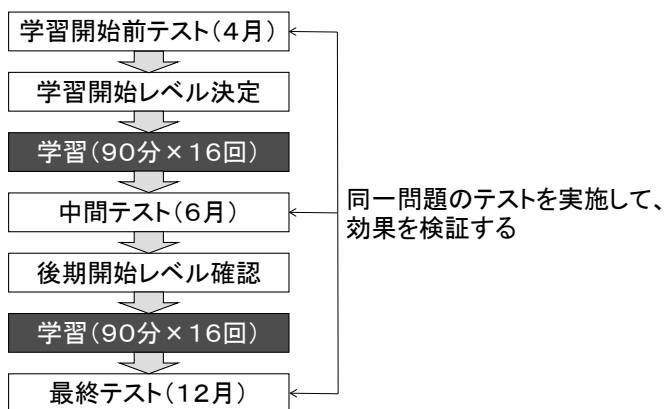 学習開始前テスト(４月)
学習開始レベル決定
学習(９０分×１６回)
中間テスト(６月)
後期開始レベル確認
学習(９０分×１６回)
最終テスト(１２月)
同一問題のテストを実施して、
効果を検証する